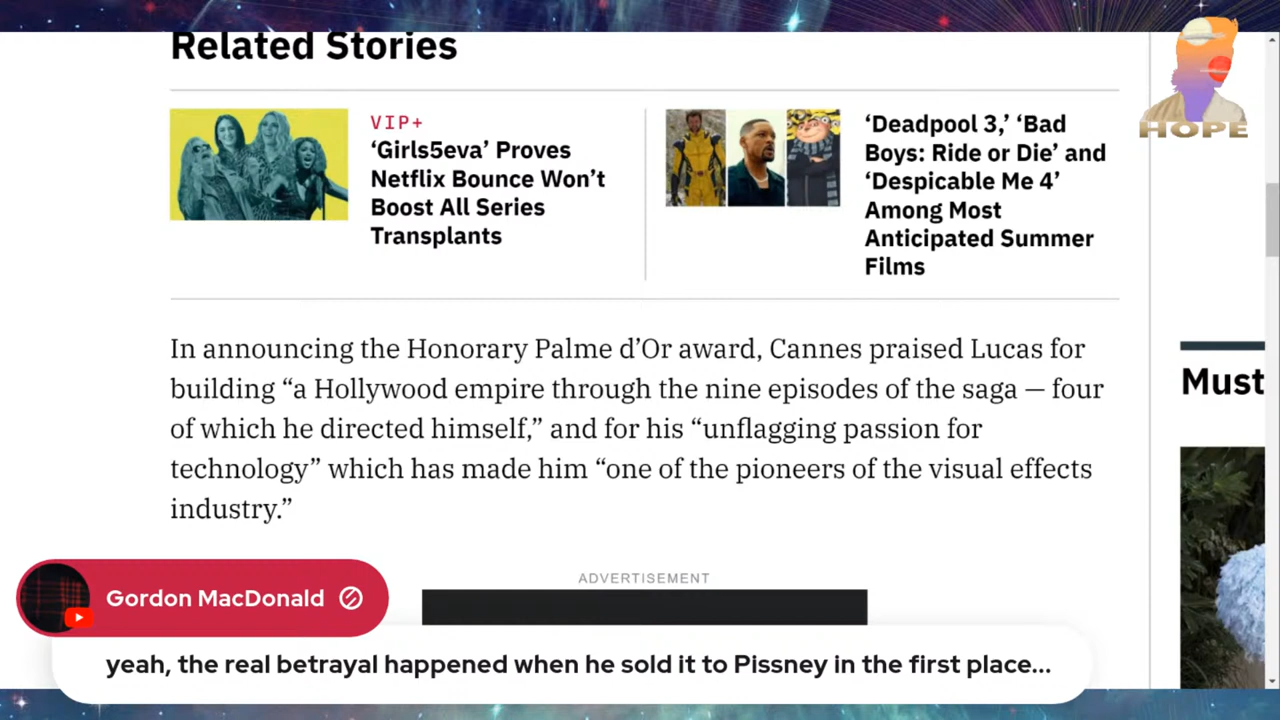 Related Stories
HOPE
VIP+
‘Girls5eva’ Proves
Netflix Bounce Won’t
Boost All Series
Transplants
‘Deadpool 3,’ ‘Bad
Boys: Ride or Die’ and
‘Despicable Me 4’
Among Most
Anticipated Summer
Films
In announcing the Honorary Palme d’Or award, Cannes praised Lucas for
building “a Hollywood empire through the nine episodes of the saga — four
of which he directed himself,” and for his “unflagging passion for
technology” which has made him “one of the pioneers of the visual effects
industry.”
Must
ADVERTISEMENT
Gordon MacDonald
yeah, the real betrayal happened when he sold it to Pissney in the first place...